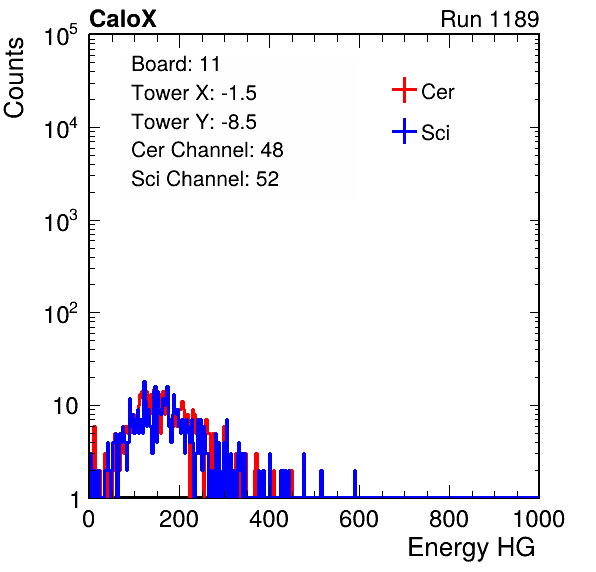 CaloX Run 1189
Counts
10^5
10^4
10^3
10^2
10
1
Board: 11
Tower X: -1.5
Tower Y: -8.5
Cer Channel: 48
Sci Channel: 52
Cer
Sci
0 200 400 600 800 1000
Energy HG